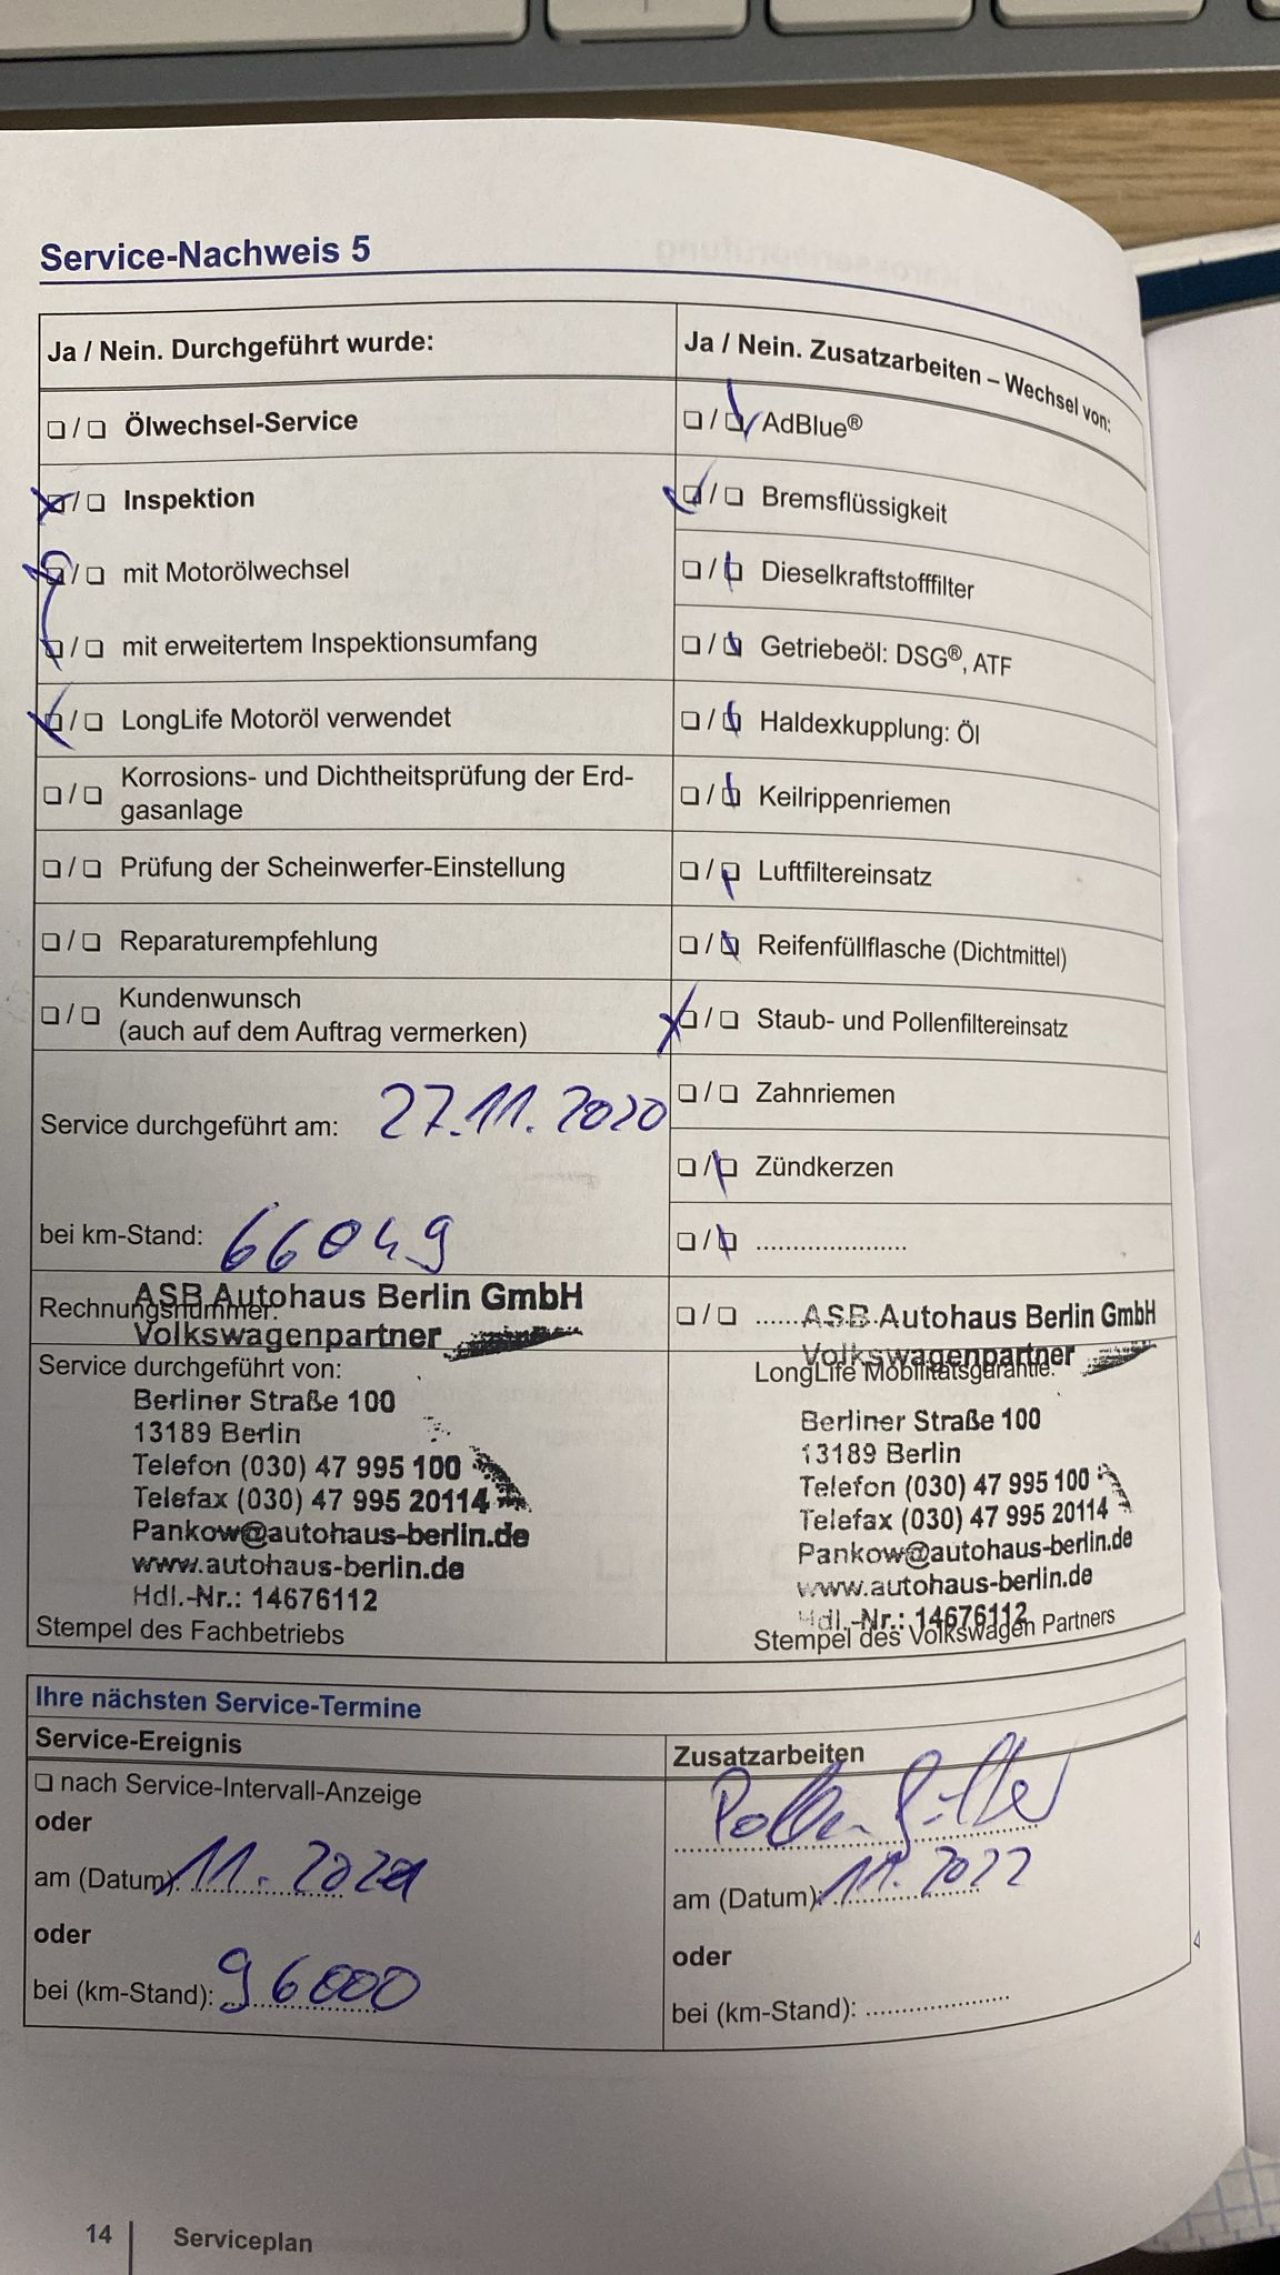 Service-Nachweis 5
Ja / Nein. Durchgeführt wurde:
❏ / ❏ Ölwechsel-Service
❏ / ❏ Inspektion
❏ / ❏ mit Motorölwechsel
❏ / ❏ mit erweitertem Inspektionsumfang
❏ / ❏ LongLife Motoröl verwendet
❏ / ❏ Korrosions- und Dichtheitsprüfung der Erd-
gasanlage
❏ / ❏ Prüfung der Scheinwerfer-Einstellung
❏ / ❏ Reparaturempfehlung
❏ / ❏ Kundenwunsch
(auch auf dem Auftrag vermerken)
Service durchgeführt am: 27.11.2020
bei km-Stand: 66049
Rechnungsnummer:
ASB Autohaus Berlin GmbH
Volkswagenpartner
Service durchgeführt von:
Berliner Straße 100
13189 Berlin
Telefon (030) 47 995 100
Telefax (030) 47 995 20114
Pankow@autohaus-berlin.de
www.autohaus-berlin.de
Hdl.-Nr.: 14676112
Stempel des Fachbetriebs
Ja / Nein. Zusatzarbeiten – Wechsel von:
❏ / ❏ AdBlue®
❏ / ❏ Bremsflüssigkeit
❏ / ❏ Dieselkraftstofffilter
❏ / ❏ Getriebeöl: DSG®, ATF
❏ / ❏ Haldexkupplung: Öl
❏ / ❏ Keilrippenriemen
❏ / ❏ Luftfiltereinsatz
❏ / ❏ Reifenfüllflasche (Dichtmittel)
❏ / ❏ Staub- und Pollenfiltereinsatz
❏ / ❏ Zahnriemen
❏ / ❏ Zündkerzen
❏ / ❏ .....................
❏ / ❏ ......ASB Autohaus Berlin GmbH
Volkswagenpartner
LongLife Mobilitätsgarantie:
Berliner Straße 100
13189 Berlin
Telefon (030) 47 995 100
Telefax (030) 47 995 20114
Pankow@autohaus-berlin.de
www.autohaus-berlin.de
Hdl.-Nr.: 14676112
Stempel des Volkswagen Partners
Ihre nächsten Service-Termine
Service-Ereignis
❏ nach Service-Intervall-Anzeige
oder
am (Datum): 11.2021
oder
bei (km-Stand): 96000
Zusatzarbeiten
Pollenfilter
am (Datum): 11.2022
oder
bei (km-Stand): ....................
14
Serviceplan